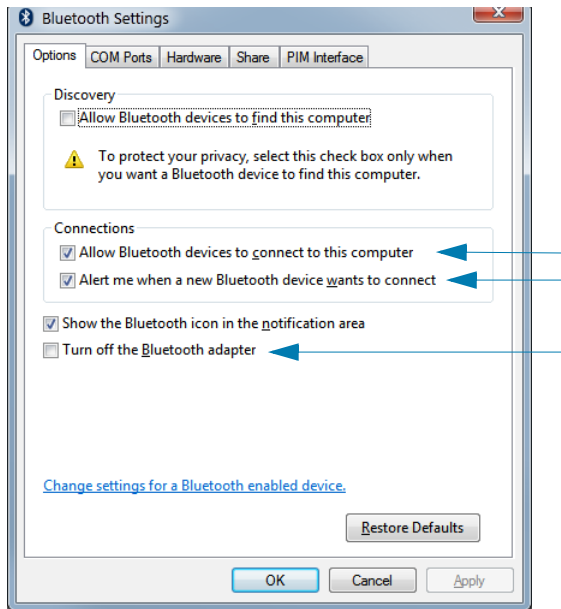 Bluetooth Settings
Options COM Ports Hardware Share PIM Interface
Discovery
Allow Bluetooth devices to find this computer
To protect your privacy, select this check box only when
you want a Bluetooth device to find this computer.
Connections
Allow Bluetooth devices to connect to this computer
Alert me when a new Bluetooth device wants to connect
Show the Bluetooth icon in the notification area
Turn off the Bluetooth adapter
Change settings for a Bluetooth enabled device.
Restore Defaults
OK Cancel Apply